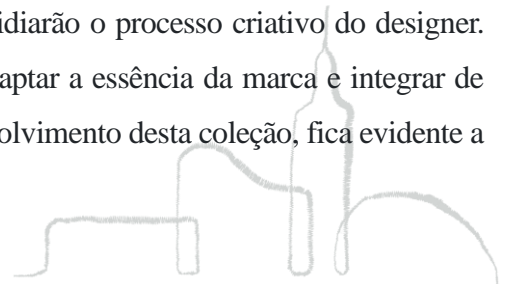 idiarão o processo criativo do designer.
aptar a essência da marca e integrar de
olvimento desta coleção, fica evidente a